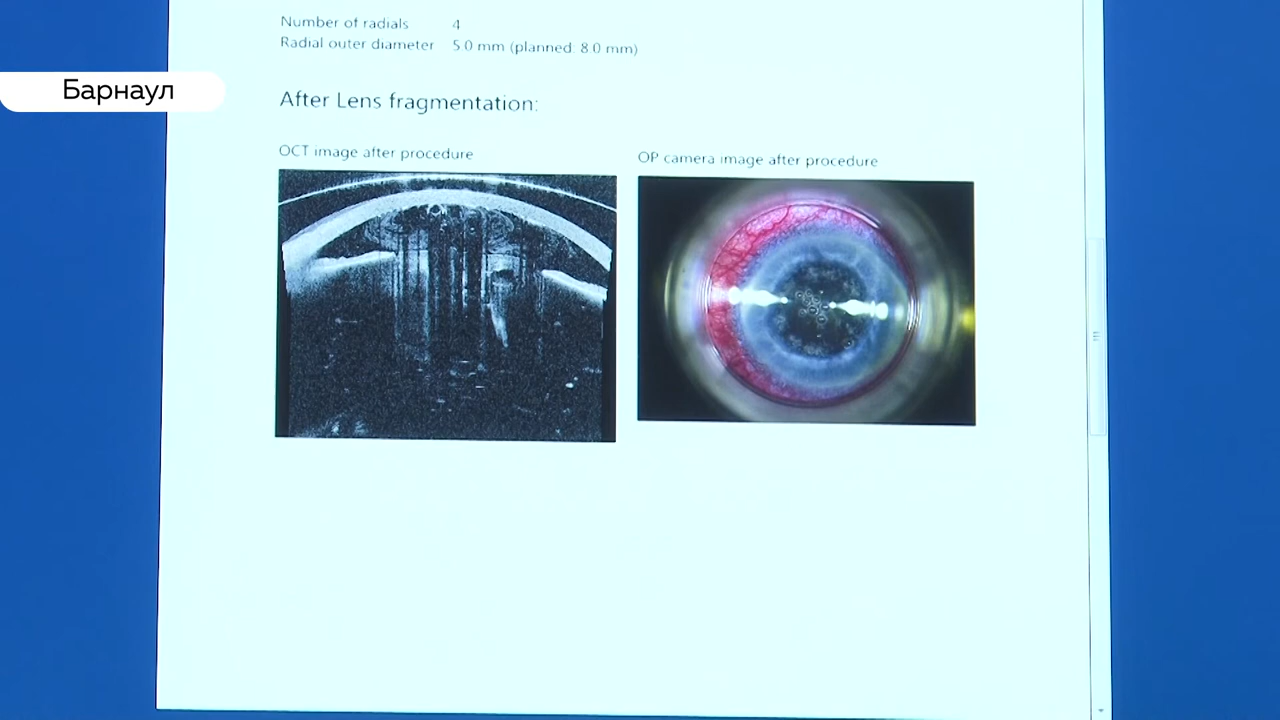 Number of radials 4
Radial outer diameter 5.0 mm (planned: 8.0 mm)
Барнаул
After Lens fragmentation:
OCT image after procedure
OP camera image after procedure